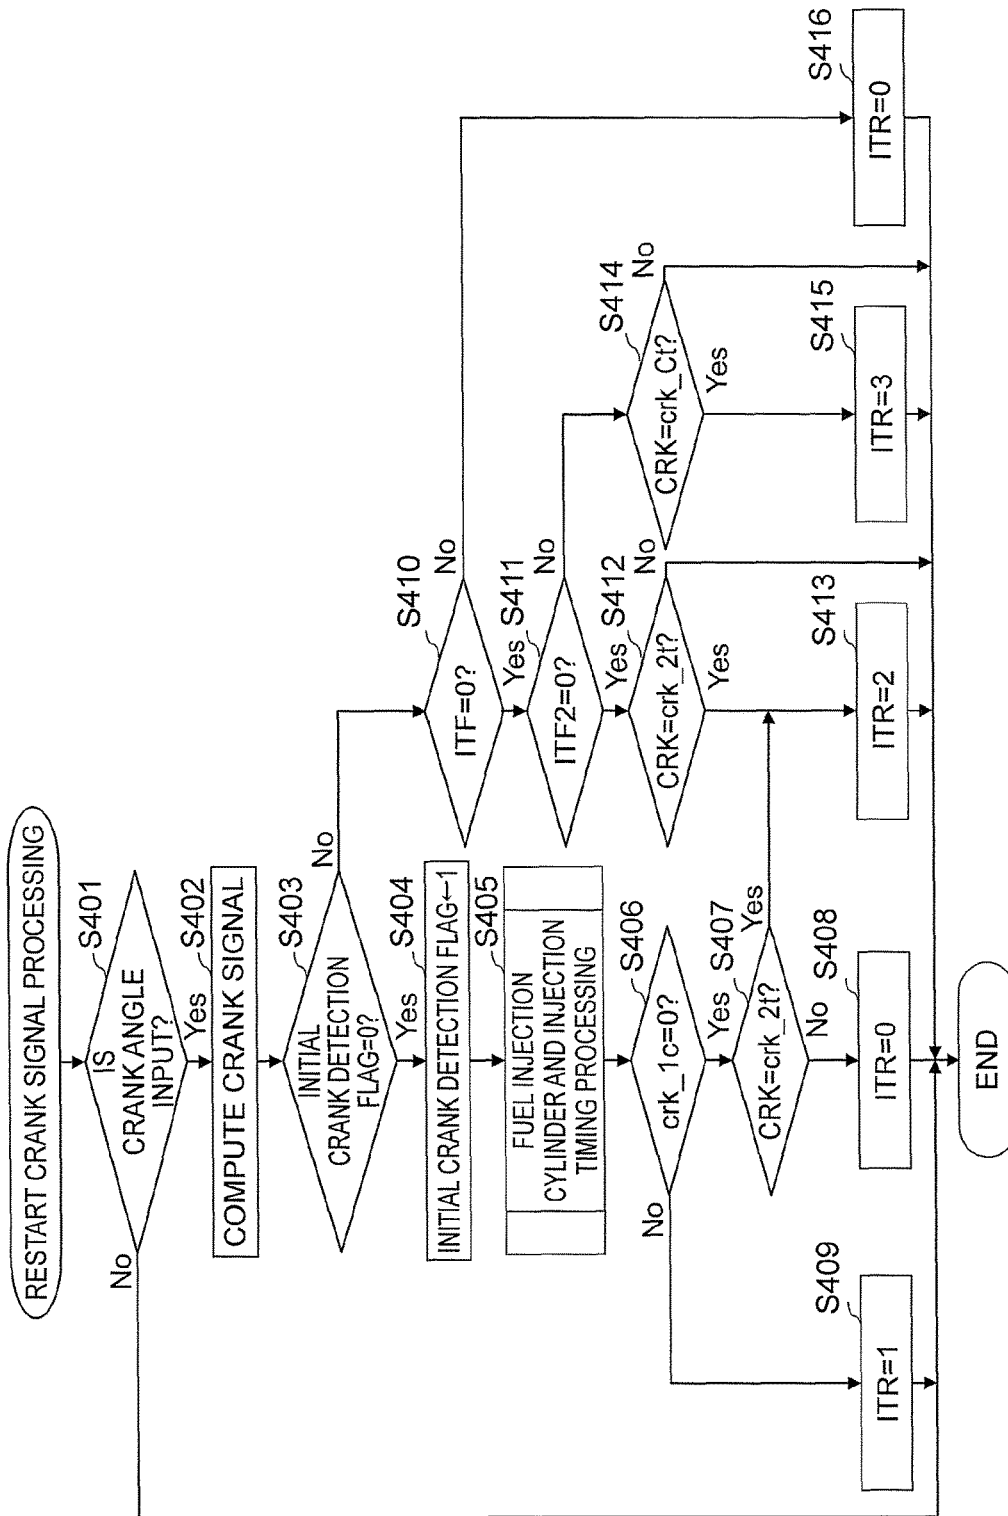 RESTART CRANK SIGNAL PROCESSING
S401
IS
CRANK ANGLE
INPUT?
No
Yes
S402
COMPUTE CRANK SIGNAL
S403
INITIAL
CRANK DETECTION
FLAG=0?
No
Yes
S404
INITIAL CRANK DETECTION FLAG←1
S405
FUEL INJECTION
CYLINDER AND INJECTION
TIMING PROCESSING
S406
crk_1c=0?
No
Yes
S407
CRK=crk_2t?
Yes
No
S408
ITR=0
S409
ITR=1
S410
ITF=0?
No
Yes
S411
ITF2=0?
No
Yes
S412
CRK=crk_2t?
No
Yes
S413
ITR=2
S414
CRK=crk_Ct?
No
Yes
S415
ITR=3
S416
ITR=0
END